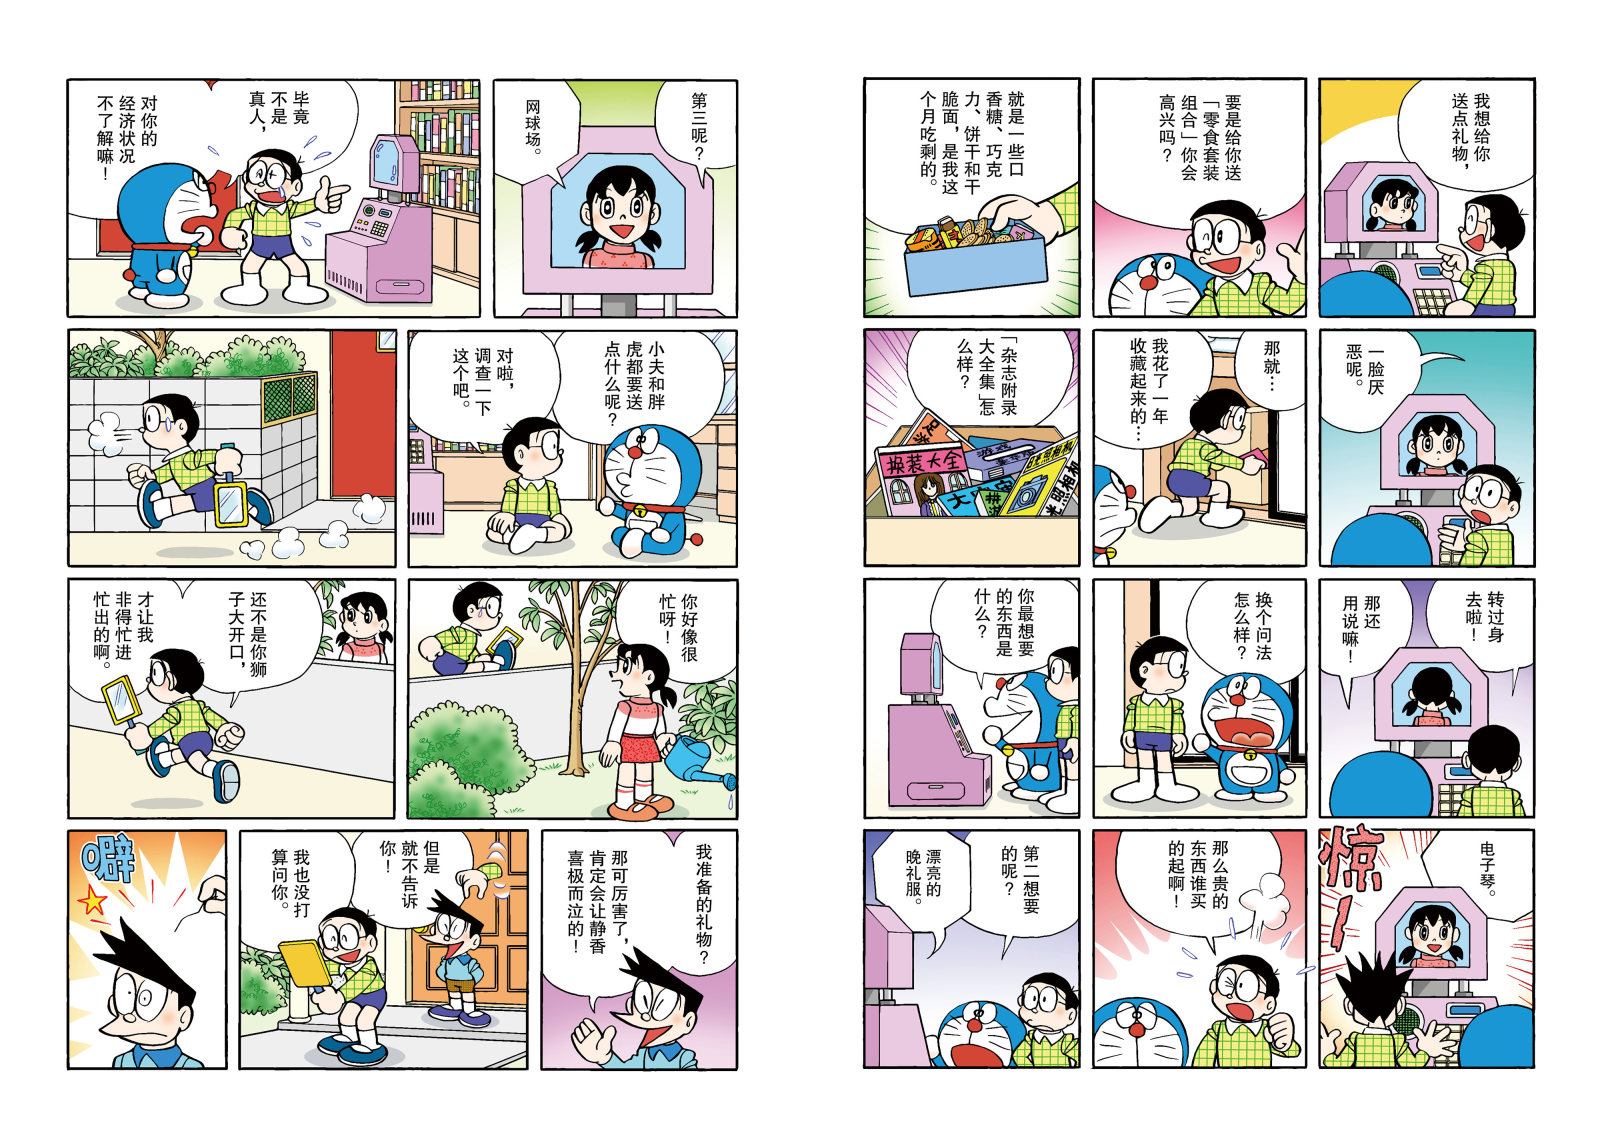 我想给你
送点礼物，
要是给你送
「零食套装
组合」你会
高兴吗？
就是一些口
香糖、巧克
力、饼干和干
脆面，是我这
个月吃剩的。
一脸厌
恶呢。
那就…
我花了一年
收藏起来的…
「杂志附录
大全集」怎
么样？
换装大全
转过身
去啦！
那还
用说嘛！
换个问法
怎么样？
你最想要
的东西是
什么？
电子琴。
惊
那么贵的
东西谁买
的起啊！
第二想要
的呢？
漂亮的
晚礼服。
第三呢？
网球场。
毕竟
不是
真人，
对你的
经济状况
不了解嘛！
小夫和胖
虎都要送
点什么呢？
对啦，
调查一下
这个吧。
你好像很
忙呀！
还不是你狮
子大开口，
才让我
非得忙进
忙出的啊。
我准备的礼物？
那可厉害了，
肯定会让静香
喜极而泣的！
但是
就不告诉
你！
我也没打
算问你。
噼